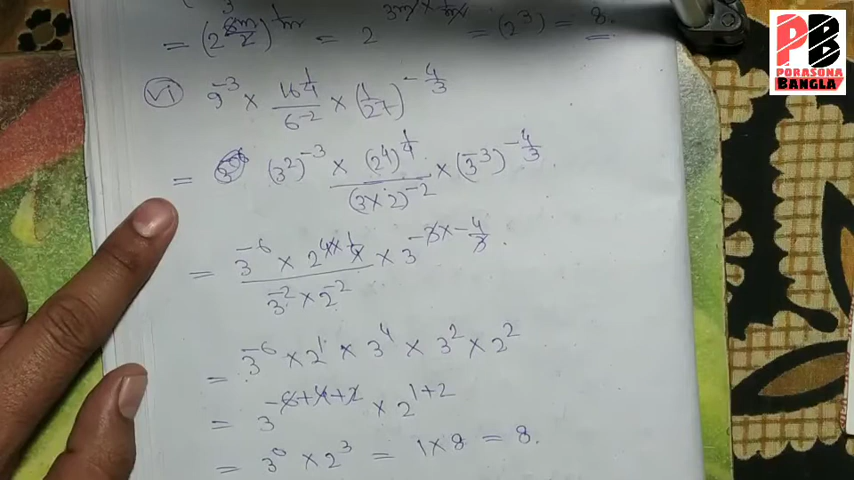 PB
PORASONA
BANGLA
= (2^{8m/2})^{1/m} = 2^{3m × 1/m} = (2^3) = 8.
(vi) 9^{-3} × 16^{1/4}/6^{-2} × (1/27)^{-4/3}
= (3^2)^{-3} × (2^4)^{1/4}/(3×2)^{-2} × (3^{-3})^{-4/3}.
= 3^{-6} × 2^{4×1/4}/3^{-2} × 2^{-2} × 3^{-3×-4/3}.
= 3^{-6} × 2^1 × 3^4 × 3^2 × 2^2
= 3^{-6+4+2} × 2^{1+2}
= 3^0 × 2^3 = 1×8 = 8.